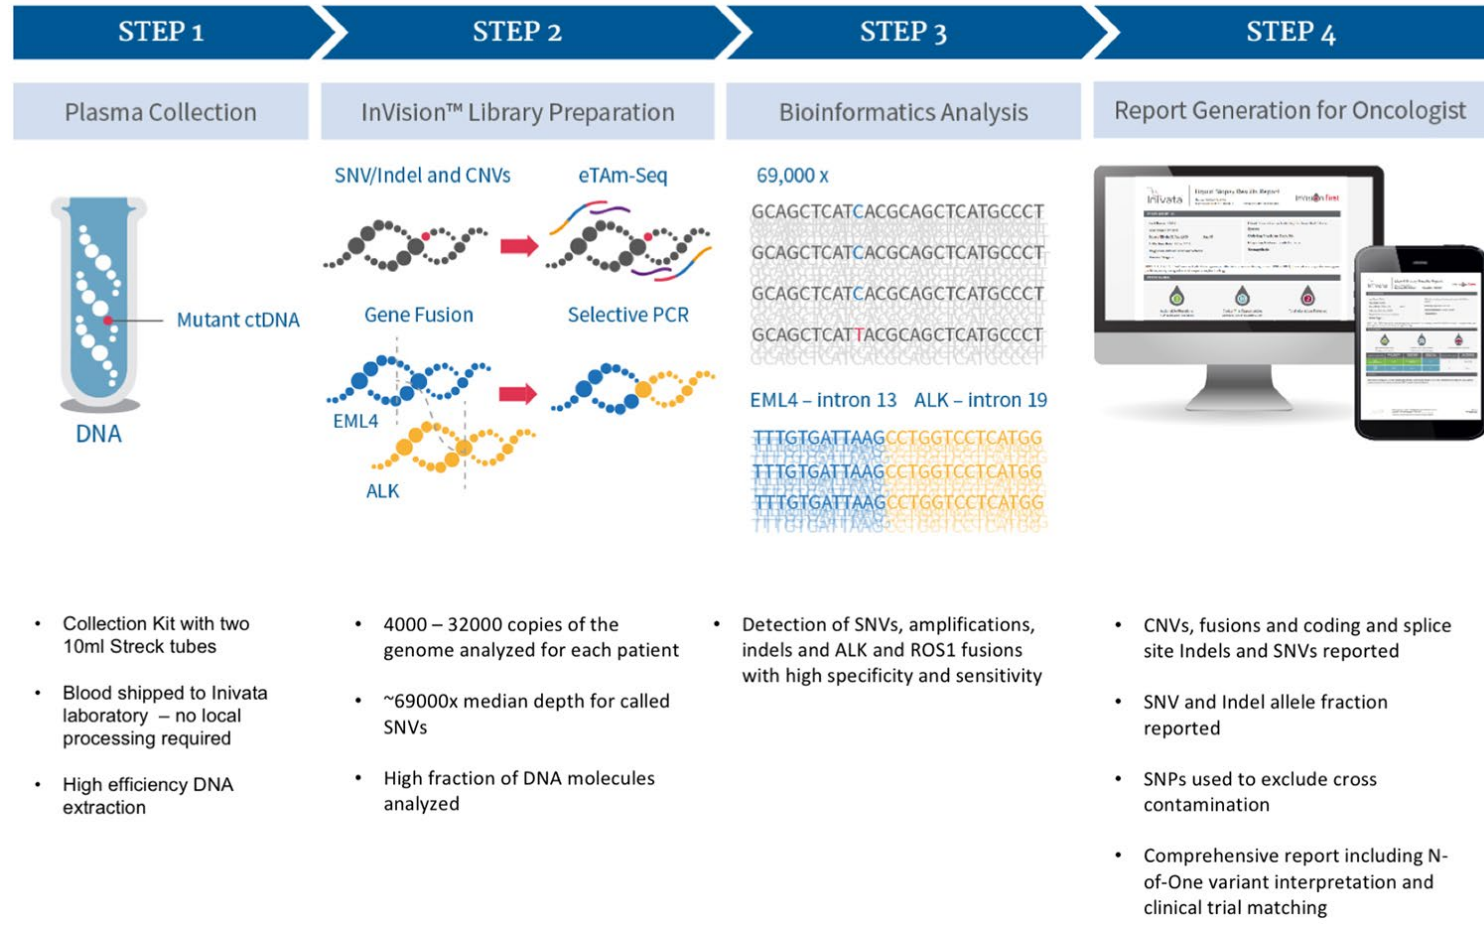 STEP 1
STEP 2
STEP 3
STEP 4
Plasma Collection
InVision™ Library Preparation
Bioinformatics Analysis
Report Generation for Oncologist
Mutant ctDNA
DNA
SNV/Indel and CNVs
eTAm-Seq
Gene Fusion
Selective PCR
EML4
ALK
69,000 x
GCAGCTCATCACGCAGCTCATGCCCT
GCAGCTCATCACGCAGCTCATGCCCT
GCAGCTCATCACGCAGCTCATGCCCT
GCAGCTCATTACGCAGCTCATGCCCT
EML4 – intron 13 ALK – intron 19
TTTGTGATTAAGCCTGGTCCTCATGG
TTTGTGATTAAGCCTGGTCCTCATGG
TTTGTGATTAAGCCTGGTCCTCATGG
Inivata
Liquid Biopsy Results Report
• Collection Kit with two
10ml Streck tubes
• Blood shipped to Inivata
laboratory – no local
processing required
• High efficiency DNA
extraction
• 4000 – 32000 copies of the
genome analyzed for each patient
• ~69000x median depth for called
SNVs
• High fraction of DNA molecules
analyzed
• Detection of SNVs, amplifications,
indels and ALK and ROS1 fusions
with high specificity and sensitivity
• CNVs, fusions and coding and splice
site Indels and SNVs reported
• SNV and Indel allele fraction
reported
• SNPs used to exclude cross
contamination
• Comprehensive report including N-
of-One variant interpretation and
clinical trial matching